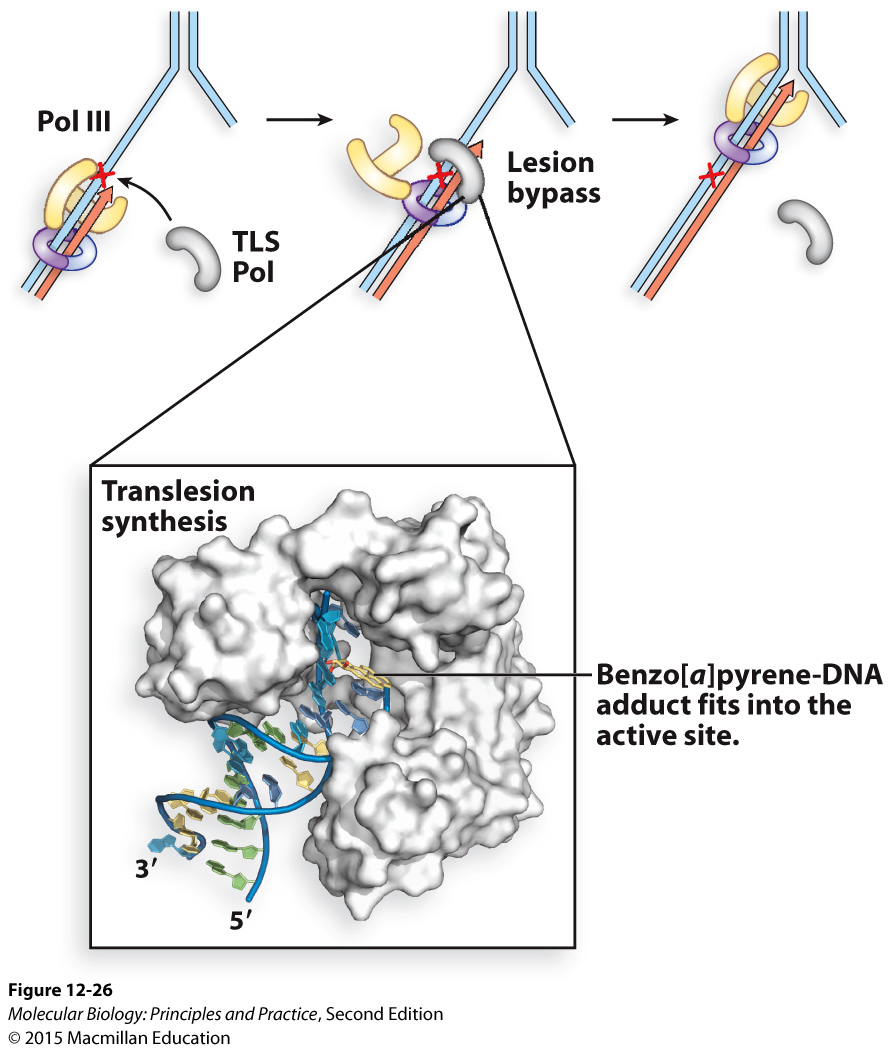 Pol III
TLS
Pol
Lesion
bypass
Translesion
synthesis
Benzo[a]pyrene-DNA
adduct fits into the
active site.
3′
5′
Figure 12-26
Molecular Biology: Principles and Practice, Second Edition
© 2015 Macmillan Education